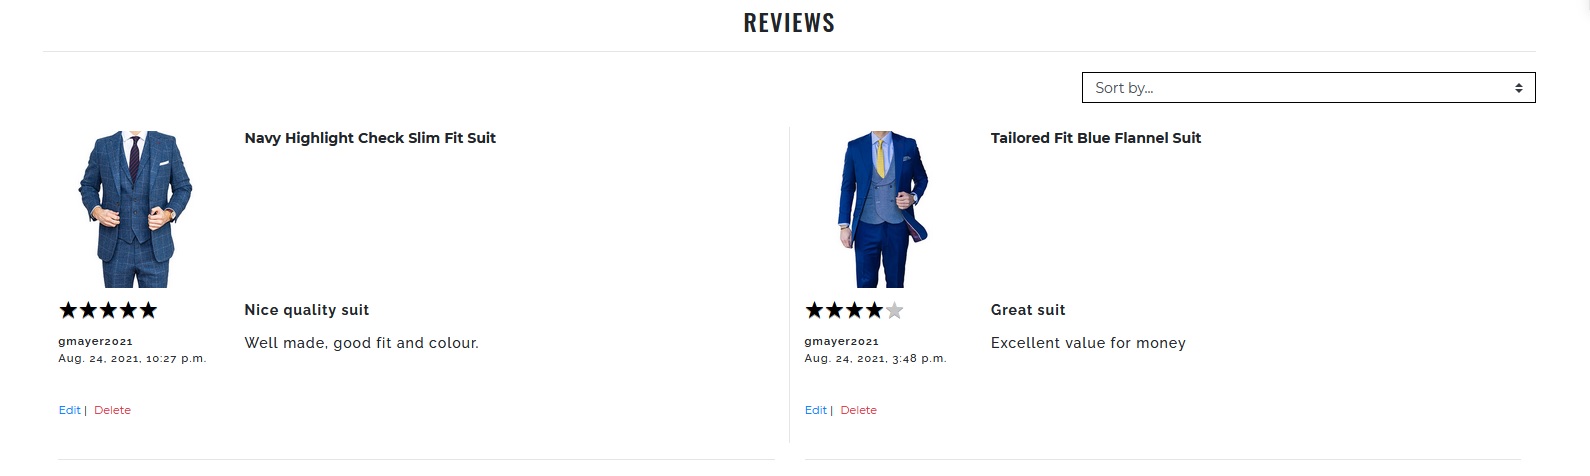 REVIEWS
Sort by...
Navy Highlight Check Slim Fit Suit
Nice quality suit
gmayer2021
Well made, good fit and colour.
Aug. 24, 2021, 10:27 p.m.
Edit | Delete
Tailored Fit Blue Flannel Suit
Great suit
gmayer2021
Excellent value for money
Aug. 24, 2021, 3:48 p.m.
Edit | Delete